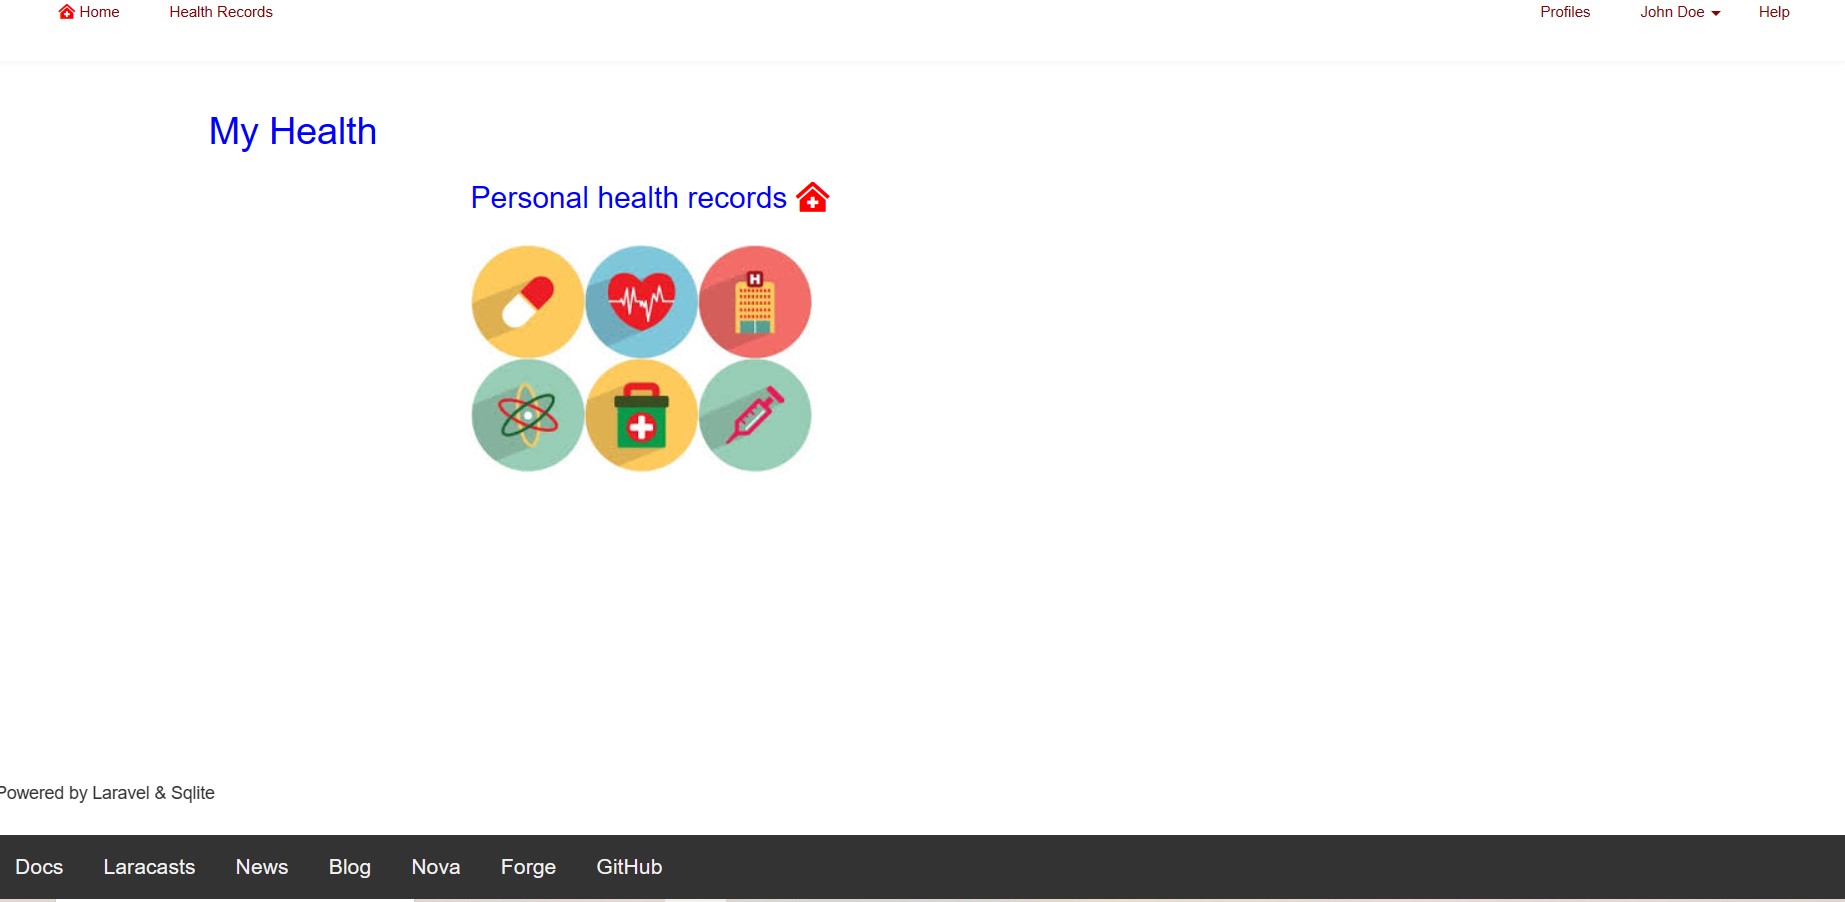 Home Health Records Profiles John Doe Help
My Health
Personal health records
H
Powered by Laravel & Sqlite
Docs Laracasts News Blog Nova Forge GitHub